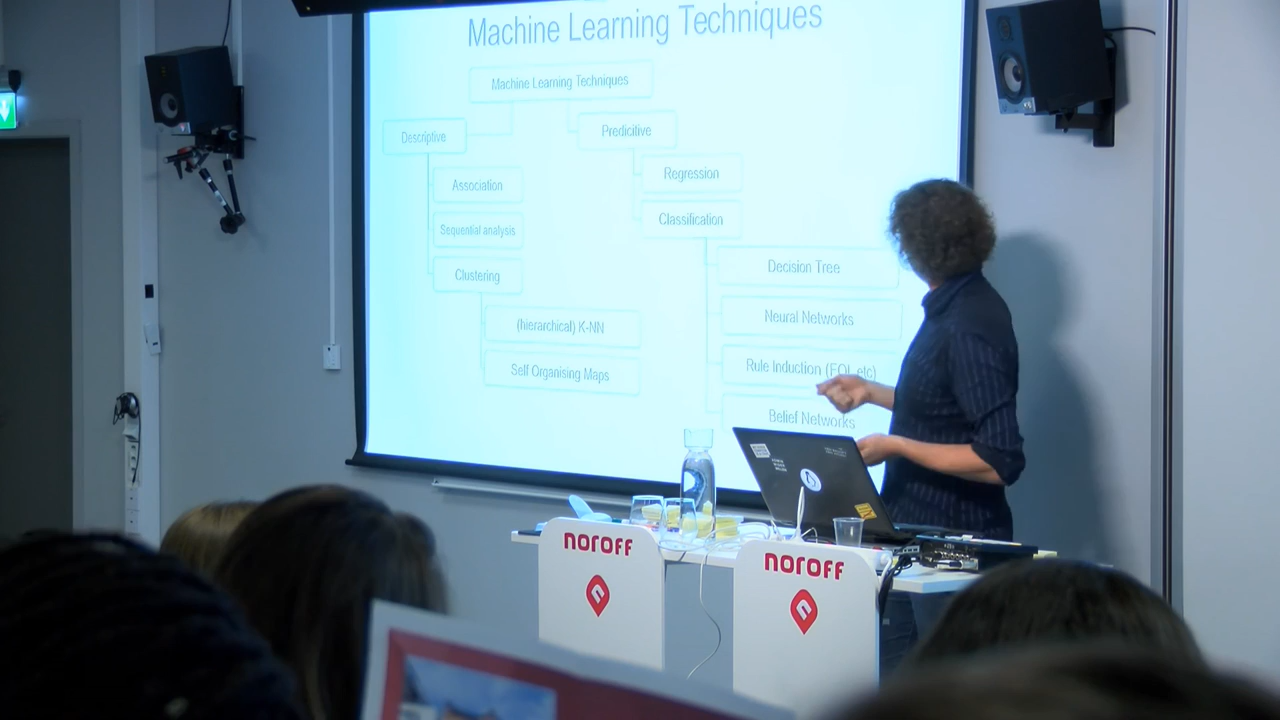 Machine Learning Techniques
Machine Learning Techniques
Descriptive
Predicitive
Association
Regression
Sequential analysis
Classification
Clustering
Decision Tree
(hierarchical) K-NN
Neural Networks
Self Organising Maps
Rule Induction (FOIL etc)
Belief Networks
noroff
noroff